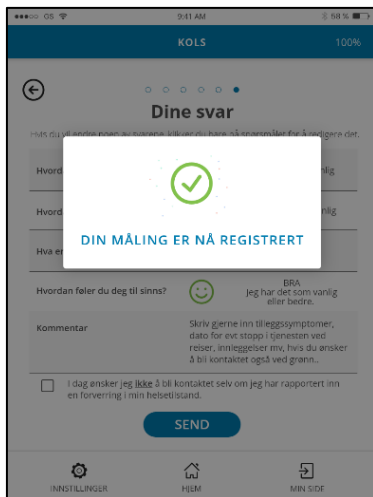 GS 9:41 AM 58 %
KOLS 100%
Dine svar
Hvis du vil endre noen av svarene, klikker du bare på spørsmålet for å redigere det.
Hvord nlig
DIN MÅLING ER NÅ REGISTRERT
Hvord nlig
Hva er
Hvordan føler du deg til sinns? BRA
Jeg har det som vanlig
eller bedre.
Kommentar Skriv gjerne inn tilleggssymptomer,
dato for evt stopp i tjenesten ved
reiser, innleggelser mv, hvis du ønsker
å bli kontaktet også ved grønn..
I dag ønsker jeg ikke å bli kontaktet selv om jeg har rapportert inn
en forverring i min helsetilstand.
SEND
INNSTILLINGER HJEM MIN SIDE